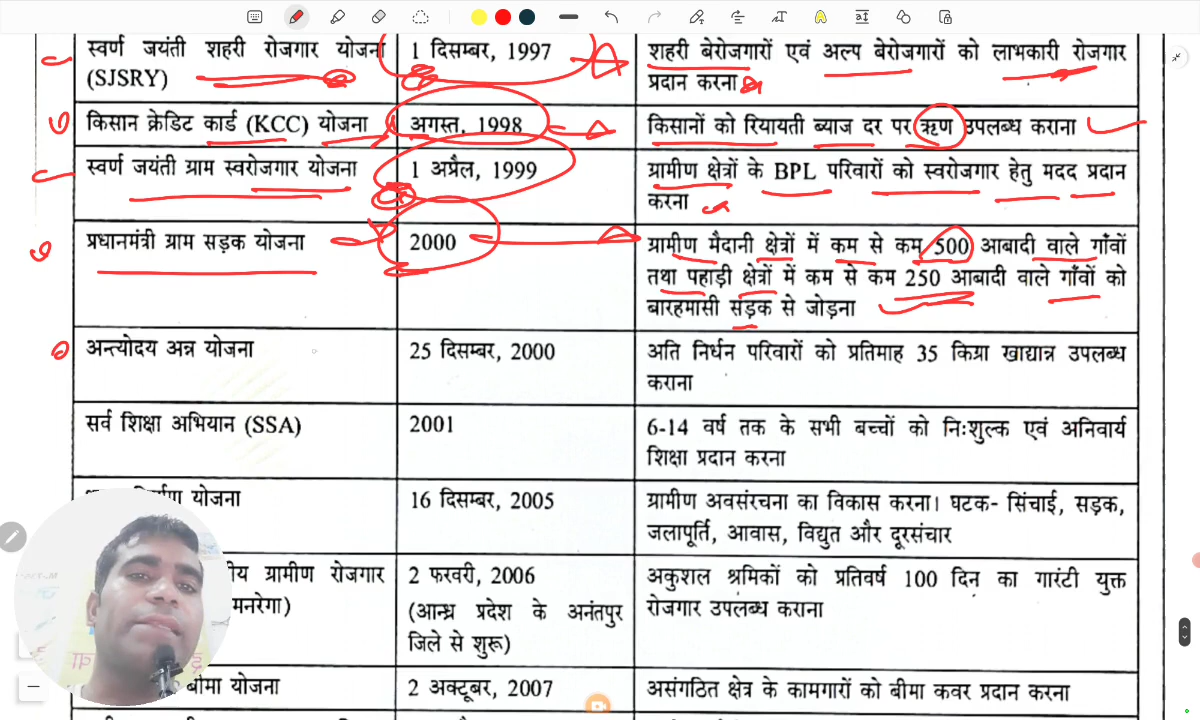 स्वर्ण जयंती शहरी रोजगार योजना
(SJSRY)
1 दिसम्बर, 1997
शहरी बेरोजगारों एवं अल्प बेरोजगारों को लाभकारी रोजगार
प्रदान करना
किसान क्रेडिट कार्ड (KCC) योजना
अगस्त, 1998
किसानों को रियायती ब्याज दर पर ऋण उपलब्ध कराना
स्वर्ण जयंती ग्राम स्वरोजगार योजना
1 अप्रैल, 1999
ग्रामीण क्षेत्रों के BPL परिवारों को स्वरोजगार हेतु मदद प्रदान
करना
प्रधानमंत्री ग्राम सड़क योजना
2000
ग्रामीण मैदानी क्षेत्रों में कम से कम 500 आबादी वाले गाँवों
तथा पहाड़ी क्षेत्रों में कम से कम 250 आबादी वाले गाँवों को
बारहमासी सड़क से जोड़ना
अन्त्योदय अन्न योजना
25 दिसम्बर, 2000
अति निर्धन परिवारों को प्रतिमाह 35 किग्रा खाद्यान्न उपलब्ध
कराना
सर्व शिक्षा अभियान (SSA)
2001
6-14 वर्ष तक के सभी बच्चों को निःशुल्क एवं अनिवार्य
शिक्षा प्रदान करना
योजना
16 दिसम्बर, 2005
ग्रामीण अवसंरचना का विकास करना। घटक- सिंचाई, सड़क,
जलापूर्ति, आवास, विद्युत और दूरसंचार
ग्रामीण रोजगार
मनरेगा)
2 फरवरी, 2006
(आन्ध्र प्रदेश के अनंतपुर
जिले से शुरू)
अकुशल श्रमिकों को प्रतिवर्ष 100 दिन का गारंटी युक्त
रोजगार उपलब्ध कराना
बीमा योजना
2 अक्टूबर, 2007
असंगठित क्षेत्र के कामगारों को बीमा कवर प्रदान करना